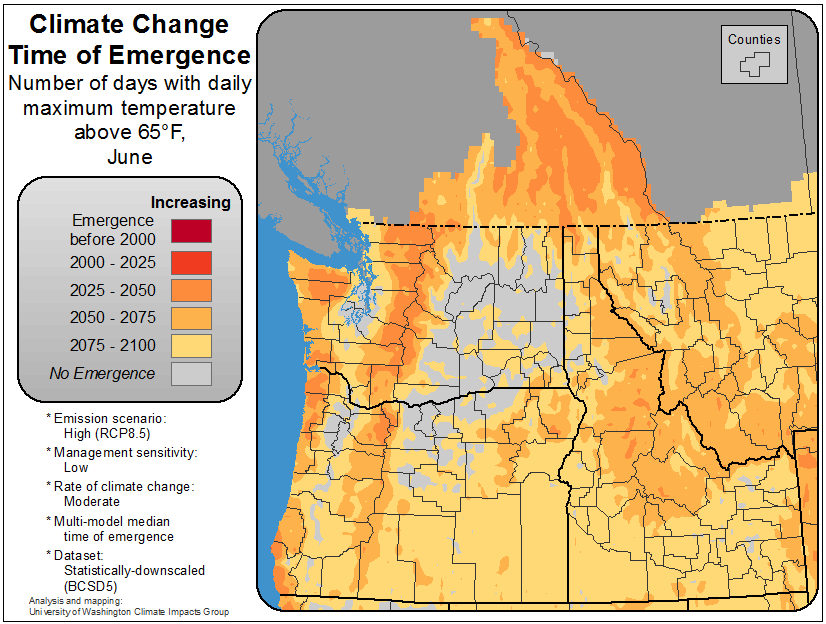 Climate Change
Time of Emergence
Number of days with daily
maximum temperature
above 65°F,
June
Increasing
Emergence
before 2000
2000 - 2025
2025 - 2050
2050 - 2075
2075 - 2100
No Emergence
* Emission scenario:
High (RCP8.5)
* Management sensitivity:
Low
* Rate of climate change:
Moderate
* Multi-model median
time of emergence
* Dataset:
Statistically-downscaled
(BCSD5)
Analysis and mapping:
University of Washington Climate Impacts Group
Counties